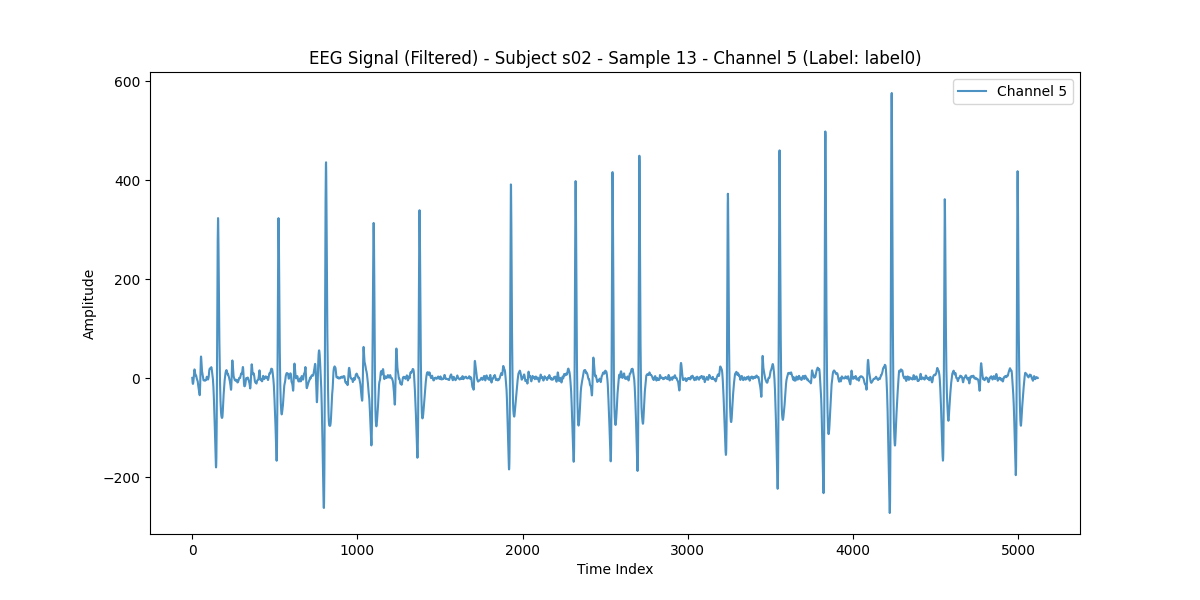 EEG Signal (Filtered) - Subject s02 - Sample 13 - Channel 5 (Label: label0)
Channel 5
600
400
200
0
−200
Amplitude
0 1000 2000 3000 4000 5000
Time Index